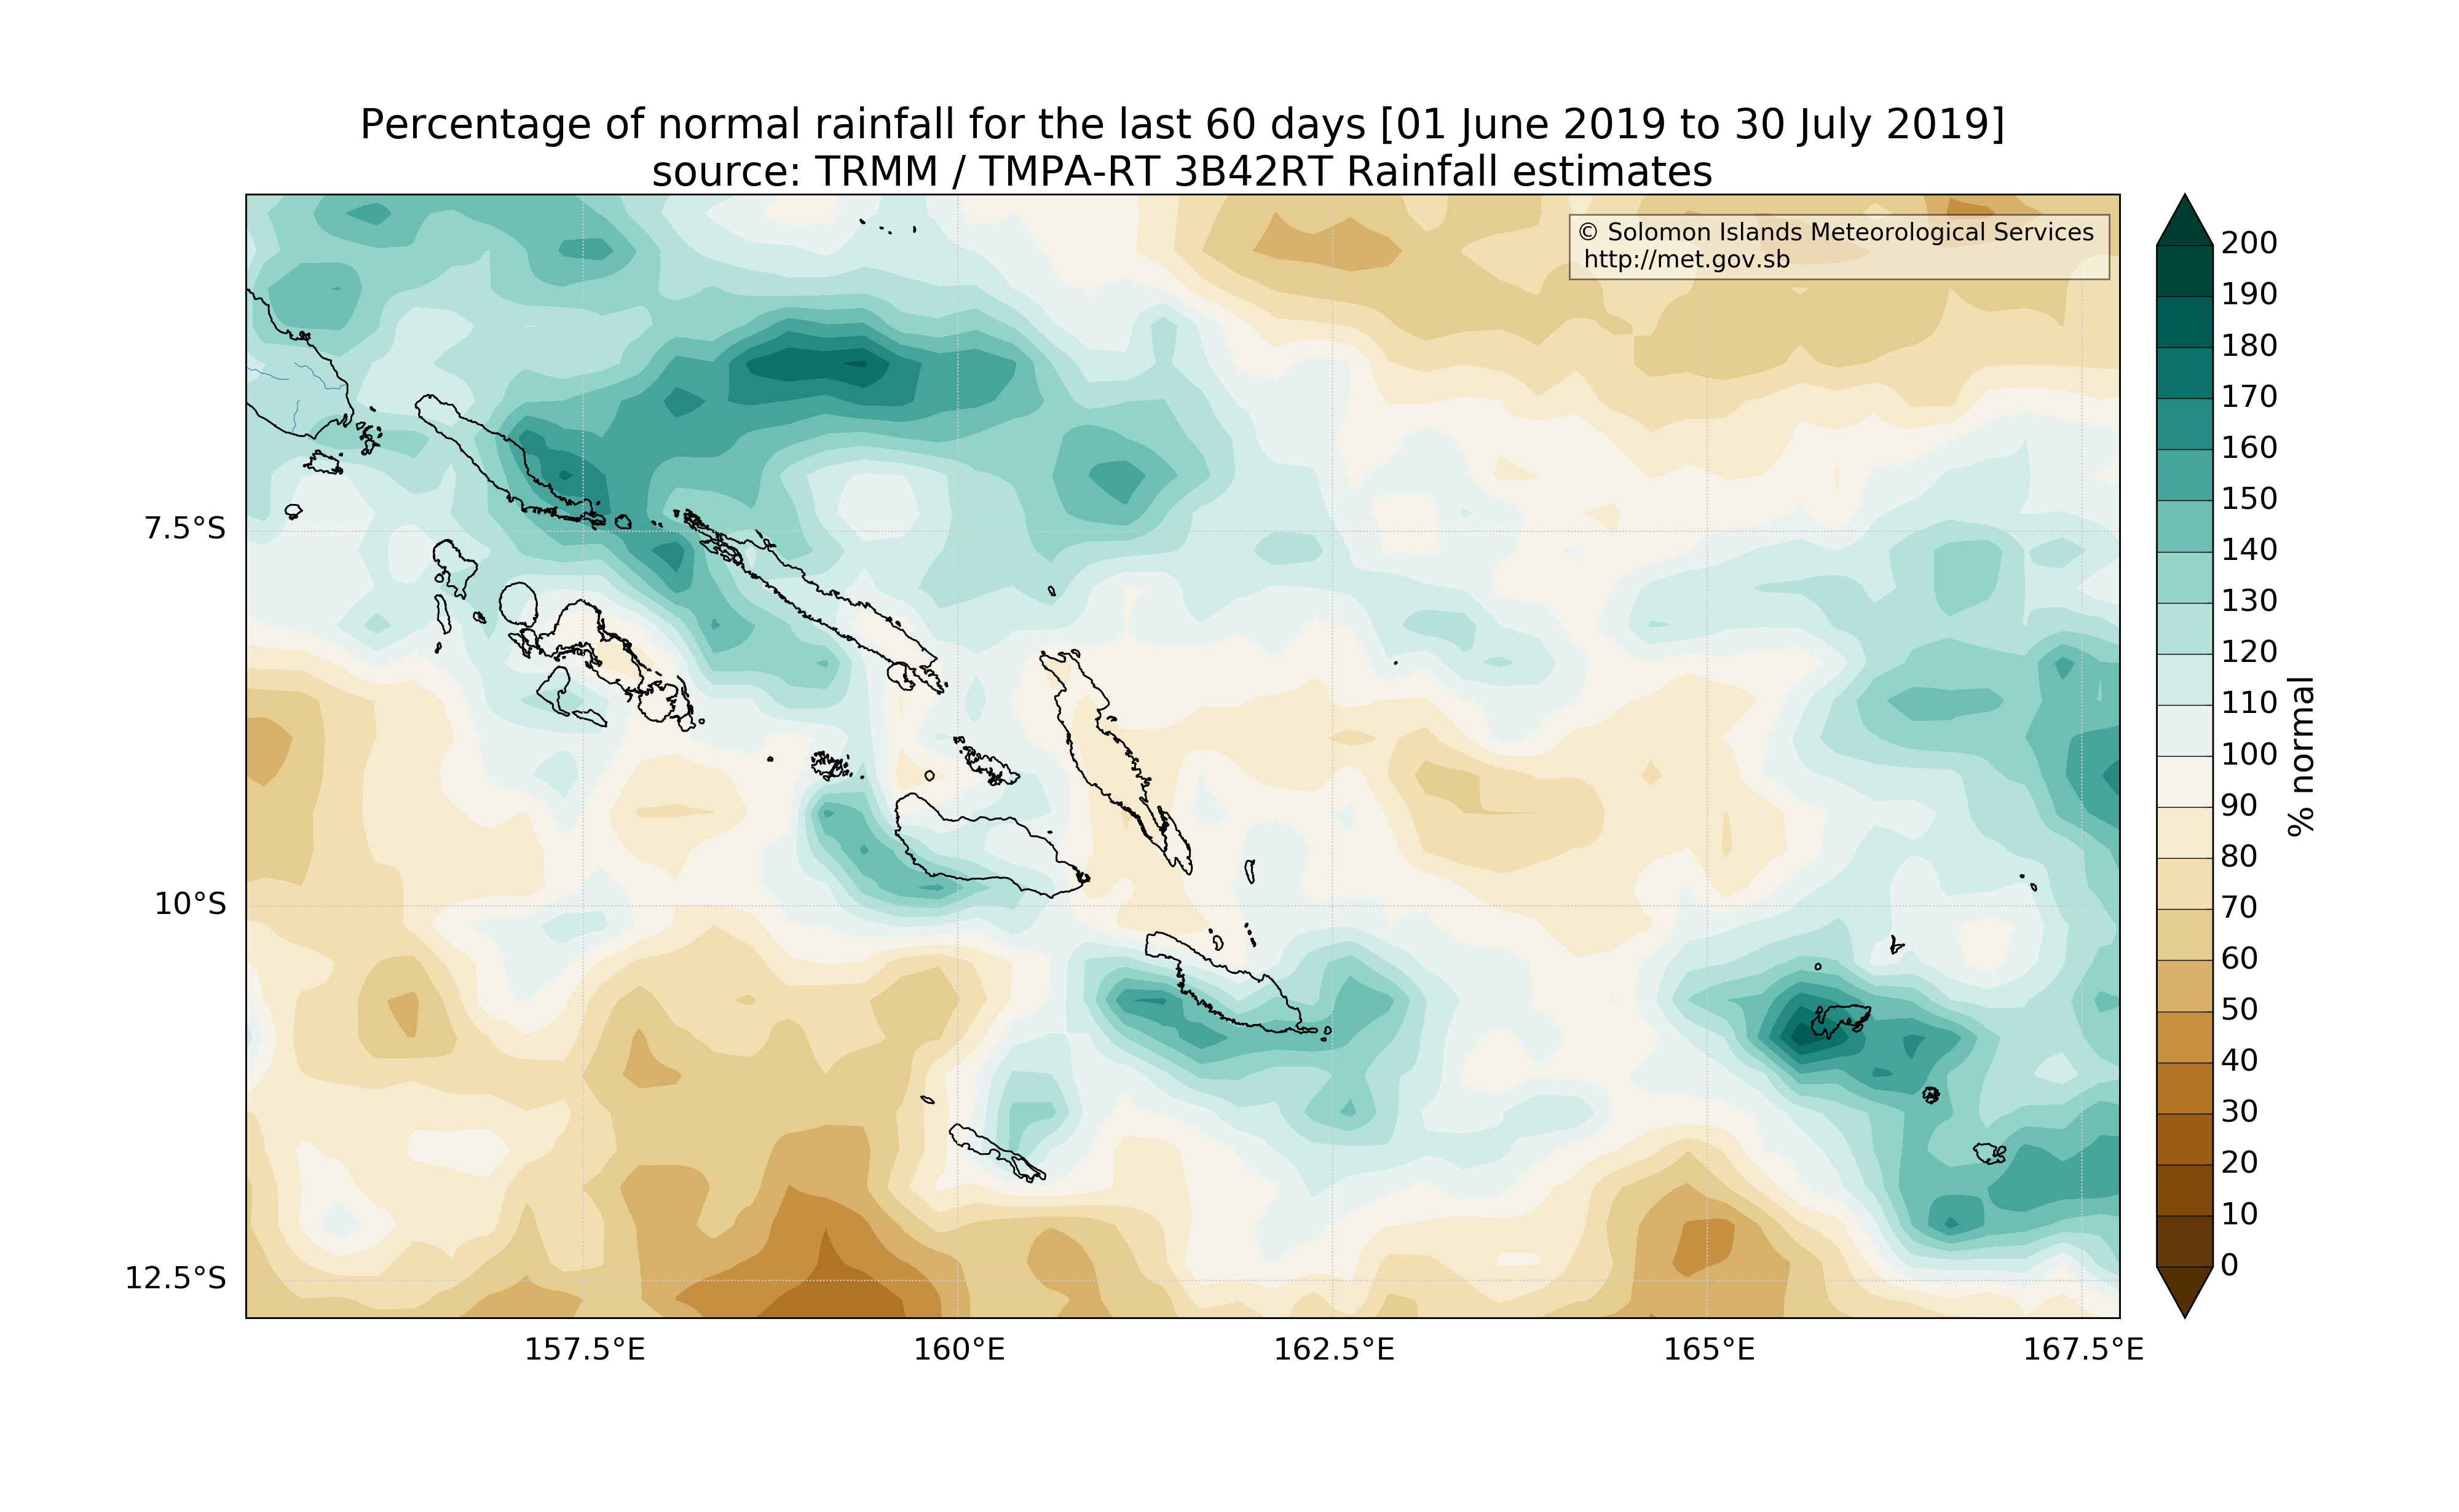 Percentage of normal rainfall for the last 60 days [01 June 2019 to 30 July 2019]
source: TRMM / TMPA-RT 3B42RT Rainfall estimates
© Solomon Islands Meteorological Services
http://met.gov.sb
7.5°S
10°S
12.5°S
157.5°E
160°E
162.5°E
165°E
167.5°E
200
190
180
170
160
150
140
130
120
110
100
90
80
70
60
50
40
30
20
10
0
% normal